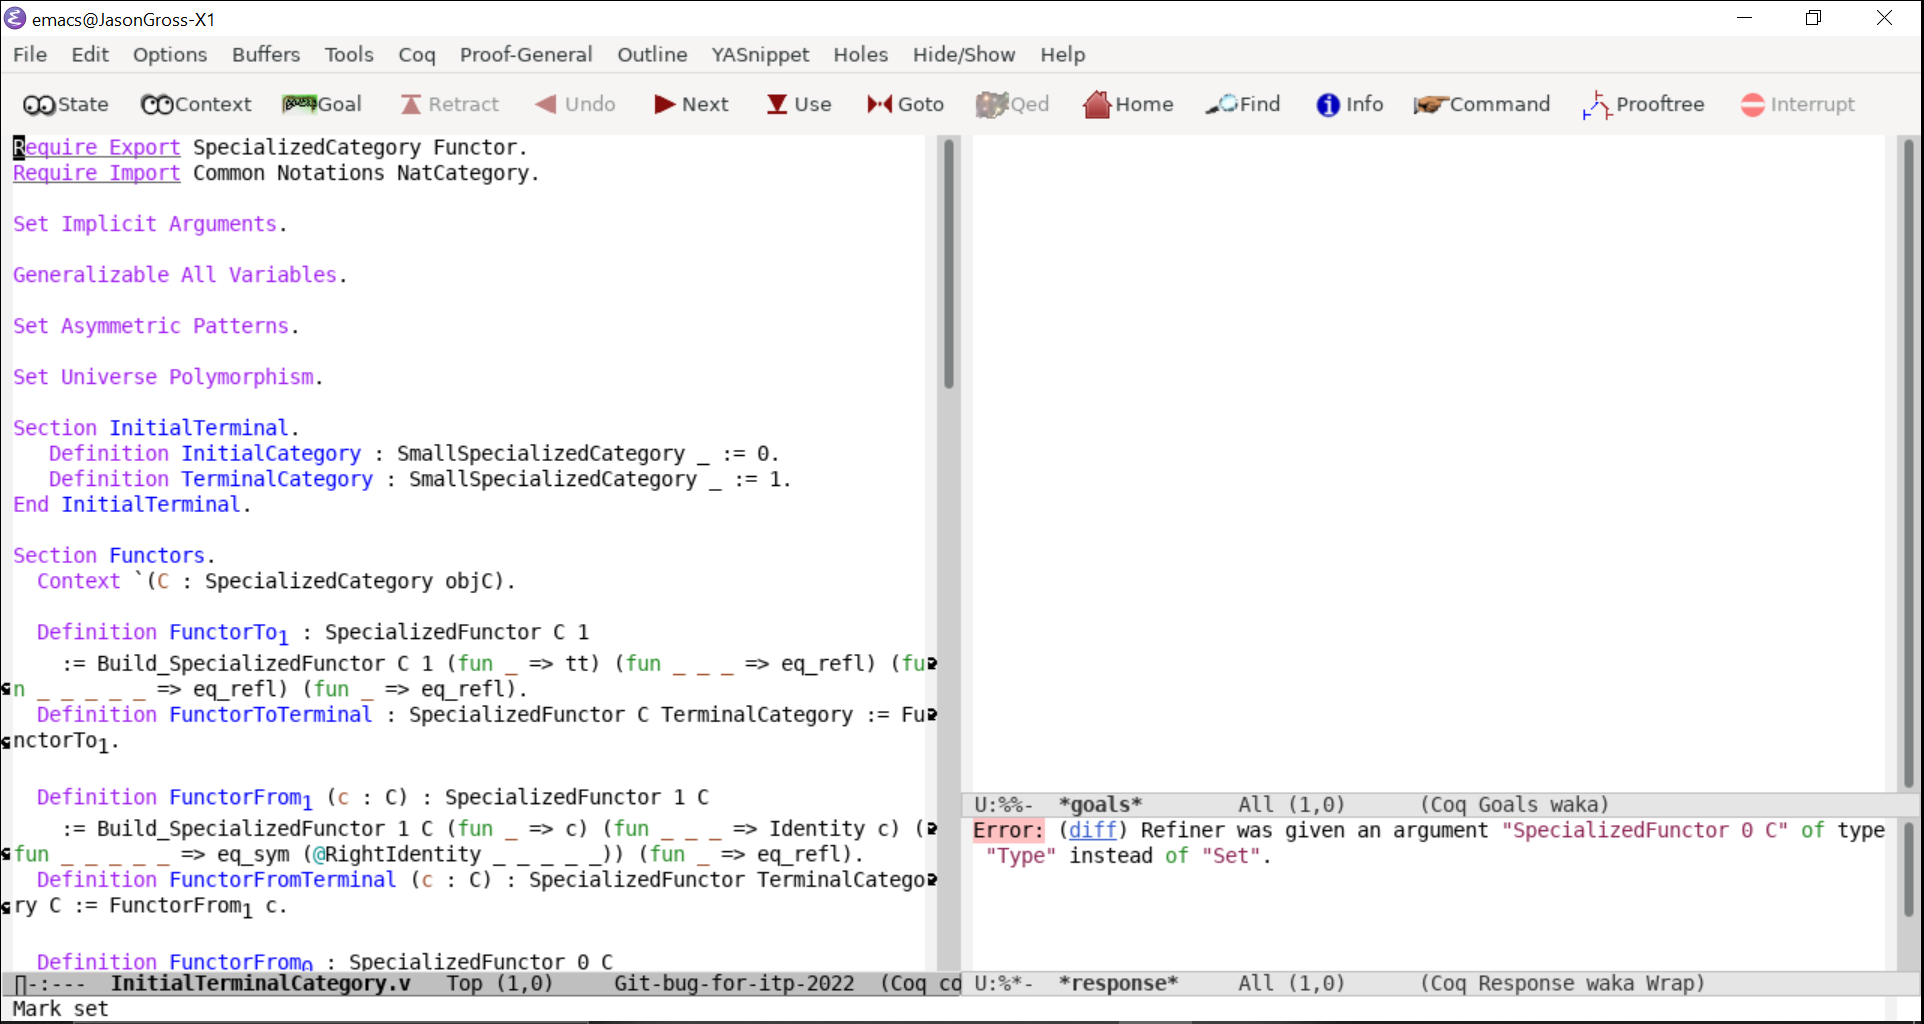 emacs@JasonGross-X1
File Edit Options Buffers Tools Coq Proof-General Outline YASnippet Holes Hide/Show Help
State Context Goal Retract Undo Next Use Goto Qed Home Find Info Command Prooftree Interrupt
Require Export SpecializedCategory Functor.
Require Import Common Notations NatCategory.
Set Implicit Arguments.
Generalizable All Variables.
Set Asymmetric Patterns.
Set Universe Polymorphism.
Section InitialTerminal.
   Definition InitialCategory : SmallSpecializedCategory _ := 0.
   Definition TerminalCategory : SmallSpecializedCategory _ := 1.
End InitialTerminal.
Section Functors.
  Context `(C : SpecializedCategory objC).
  Definition FunctorTo₁ : SpecializedFunctor C 1
    := Build_SpecializedFunctor C 1 (fun _ => tt) (fun _ _ _ => eq_refl) (fu
n _ _ _ _ _ => eq_refl) (fun _ => eq_refl).
  Definition FunctorToTerminal : SpecializedFunctor C TerminalCategory := Fu
nctorTo₁.
  Definition FunctorFrom₁ (c : C) : SpecializedFunctor 1 C
    := Build_SpecializedFunctor 1 C (fun _ => c) (fun _ _ _ => Identity c) (
fun _ _ _ _ _ => eq_sym (@RightIdentity _ _ _ _ _)) (fun _ => eq_refl).
  Definition FunctorFromTerminal (c : C) : SpecializedFunctor TerminalCatego
ry C := FunctorFrom₁ c.
  Definition FunctorFrom₀ : SpecializedFunctor 0 C
-:--- InitialTerminalCategory.v Top (1,0) Git-bug-for-itp-2022 (Coq co
Mark set
U:%%- *goals* All (1,0) (Coq Goals waka)
Error: (diff) Refiner was given an argument "SpecializedFunctor 0 C" of type
 "Type" instead of "Set".
U:%*- *response* All (1,0) (Coq Response waka Wrap)